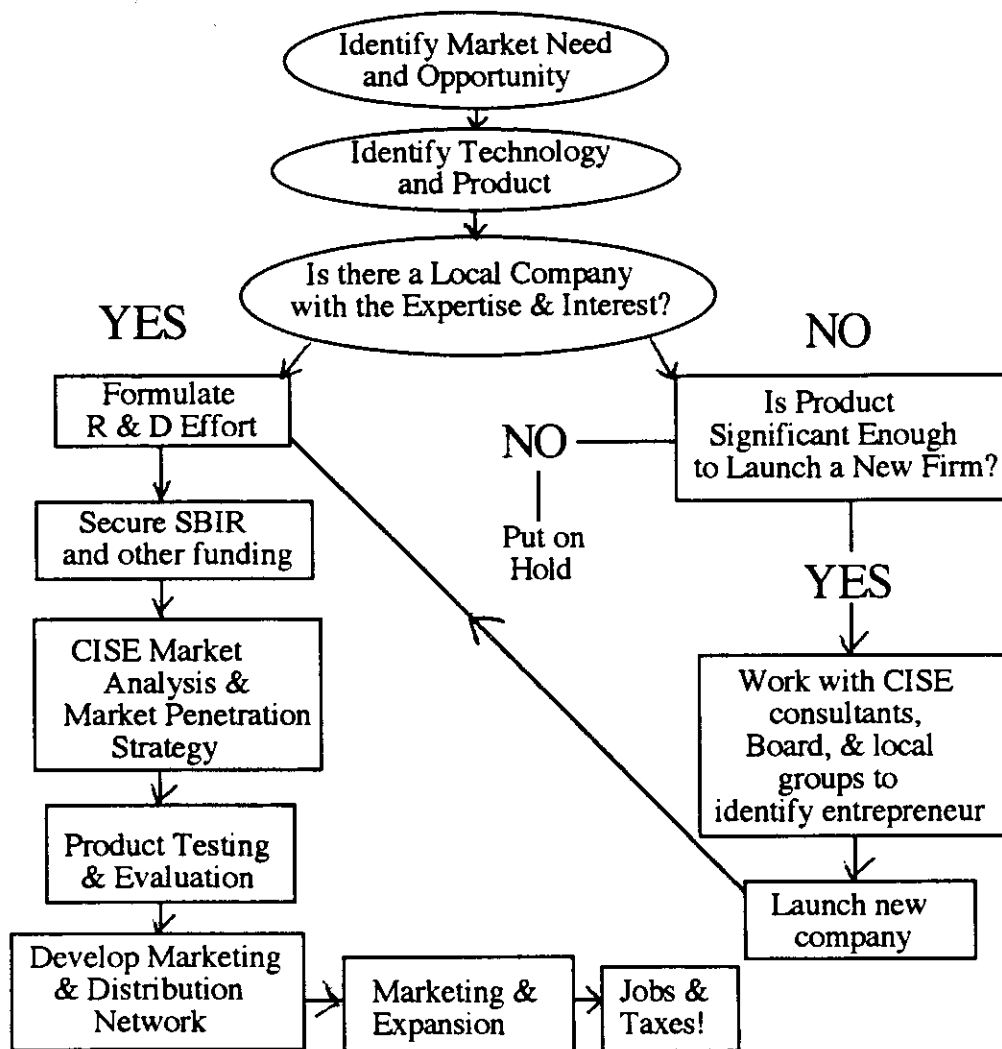 Identify Market Need
and Opportunity
Identify Technology
and Product
Is there a Local Company
with the Expertise & Interest?
YES
NO
Formulate
R & D Effort
Is Product
Significant Enough
to Launch a New Firm?
NO
Put on
Hold
Secure SBIR
and other funding
YES
CISE Market
Analysis &
Market Penetration
Strategy
Work with CISE
consultants,
Board, & local
groups to
identify entrepreneur
Product Testing
& Evaluation
Launch new
company
Develop Marketing
& Distribution
Network
Marketing &
Expansion
Jobs &
Taxes!